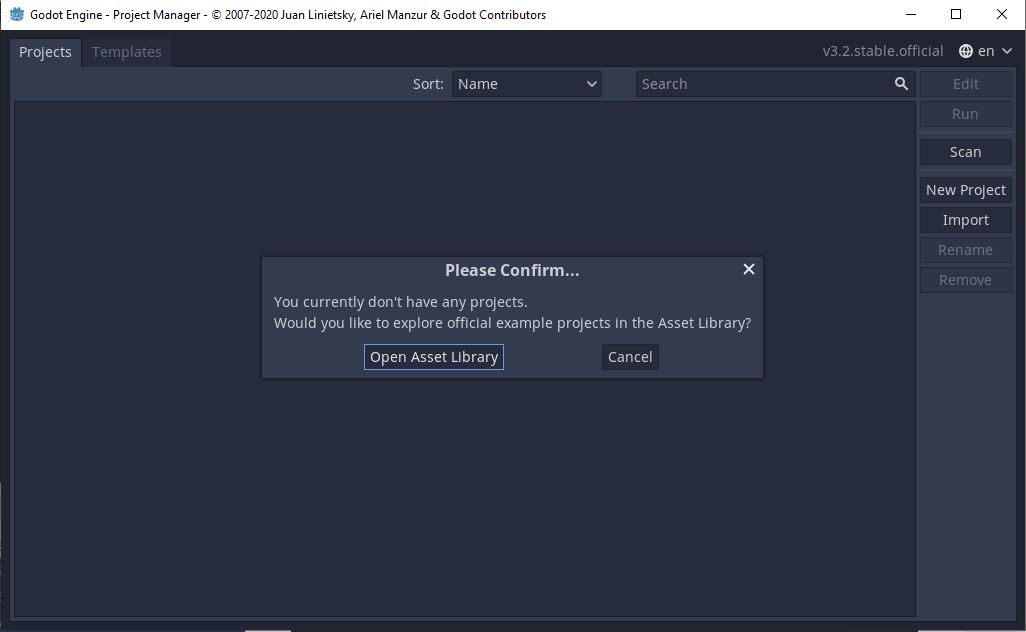 Godot Engine - Project Manager - © 2007-2020 Juan Linietsky, Ariel Manzur & Godot Contributors
Projects Templates v3.2.stable.official en
Sort: Name Search Edit
Run
Scan
New Project
Import
Rename
Remove
Please Confirm...
You currently don't have any projects.
Would you like to explore official example projects in the Asset Library?
Open Asset Library Cancel